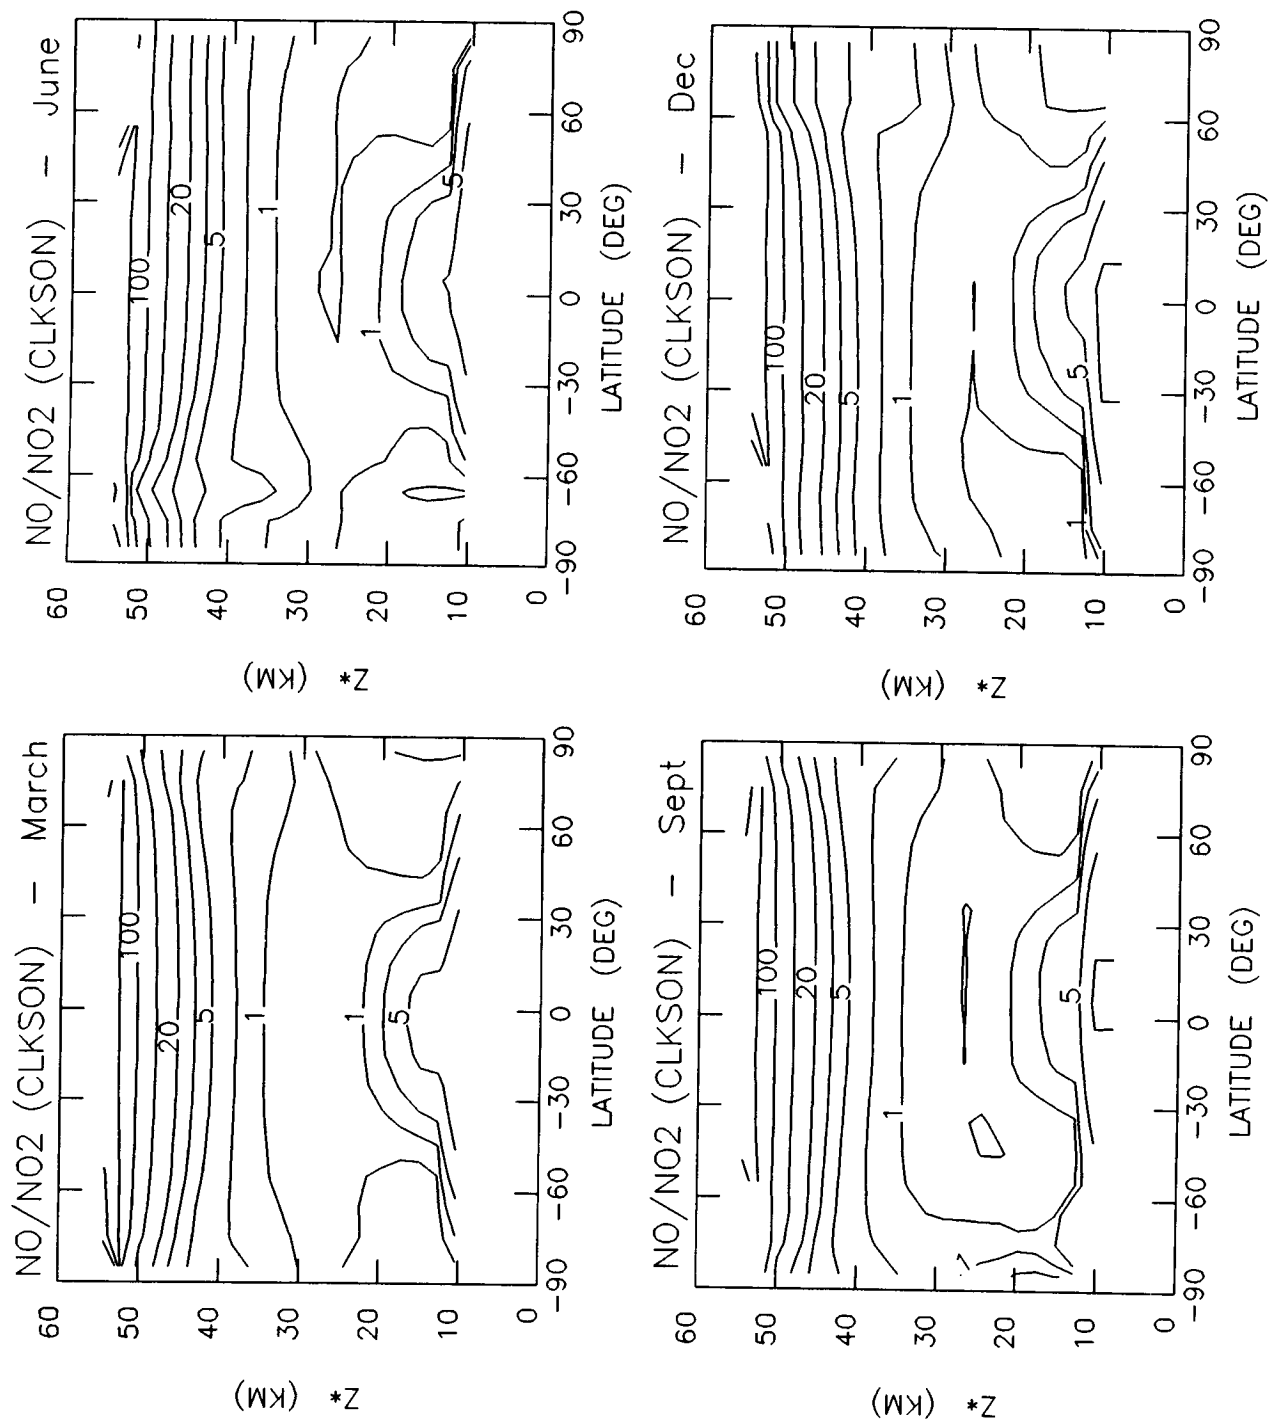 NO/NO2 (CLKSON) — March
60
50
40
30
20
10
0
Z*
(KM)
100
20
5
1
1
5
-90 -60 -30 0 30 60 90
LATITUDE (DEG)
NO/NO2 (CLKSON) — June
60
50
40
30
20
10
0
Z*
(KM)
100
20
5
1
1
5
-90 -60 -30 0 30 60 90
LATITUDE (DEG)
NO/NO2 (CLKSON) — Sept
60
50
40
30
20
10
0
Z*
(KM)
100
20
5
1
5
-90 -60 -30 0 30 60 90
LATITUDE (DEG)
NO/NO2 (CLKSON) — Dec
60
50
40
30
20
10
0
Z*
(KM)
100
20
5
1
5
1
-90 -60 -30 0 30 60 90
LATITUDE (DEG)